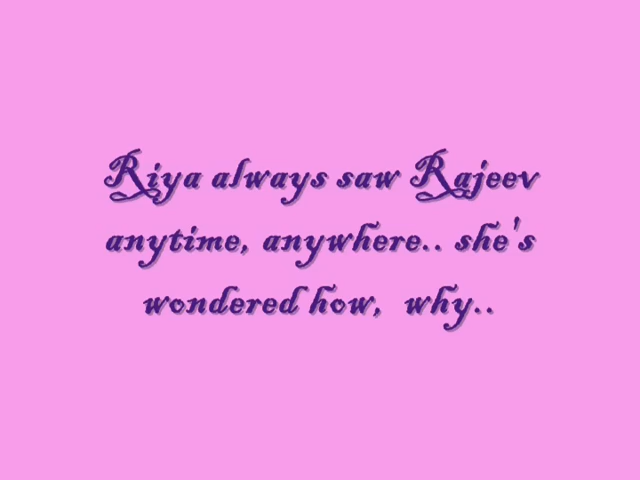 Riya always saw Rajeev
anytime, anywhere.. she's
wondered how, why..